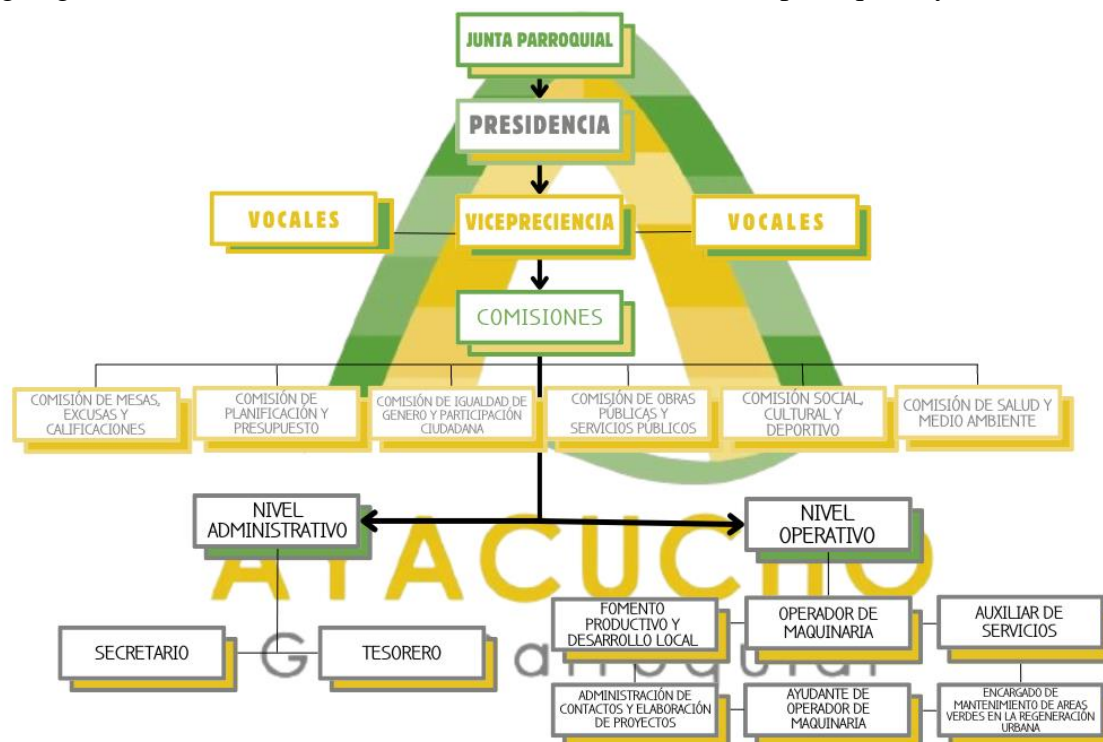 JUNTA PARROQUIAL
PRESIDENCIA
VOCALES
VICEPRECIENCIA
VOCALES
COMISIONES
COMISIÓN DE MESAS,
EXCUSAS Y
CALIFICACIONES
COMISIÓN DE
PLANIFICACIÓN Y
PRESUPUESTO
COMISIÓN DE IGUALDAD DE
GENERO Y PARTICIPACIÓN
CIUDADANA
COMISIÓN DE OBRAS
PÚBLICAS Y
SERVICIOS PÚBLICOS
COMISIÓN SOCIAL,
CULTURAL Y
DEPORTIVO
COMISIÓN DE SALUD Y
MEDIO AMBIENTE
NIVEL
ADMINISTRATIVO
NIVEL
OPERATIVO
AYACUCHO
SECRETARIO
TESORERO
FOMENTO
PRODUCTIVO Y
DESARROLLO LOCAL
OPERADOR DE
MAQUINARIA
AUXILIAR DE
SERVICIOS
ADMINISTRACIÓN DE
CONTACTOS Y ELABORACIÓN
DE PROYECTOS
AYUDANTE DE
OPERADOR DE
MAQUINARIA
ENCARGADO DE
MANTENIMIENTO DE AREAS
VERDES EN LA REGENERACIÓN
URBANA